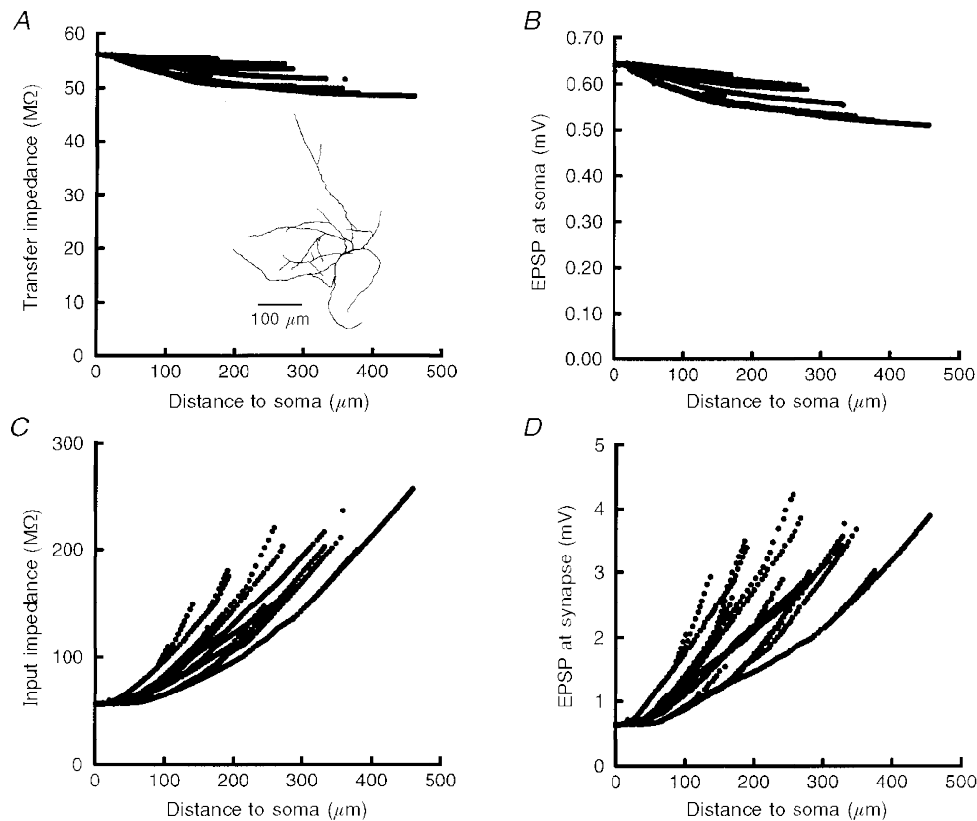 A
Transfer impedance (MΩ)
60
50
40
30
20
10
0
100 μm
0 100 200 300 400 500
Distance to soma (μm)
B
EPSP at soma (mV)
0.70
0.60
0.50
0.40
0.30
0.20
0.10
0.00
0 100 200 300 400 500
Distance to soma (μm)
C
Input impedance (MΩ)
300
200
100
0
0 100 200 300 400 500
Distance to soma (μm)
D
EPSP at synapse (mV)
5
4
3
2
1
0
0 100 200 300 400 500
Distance to soma (μm)